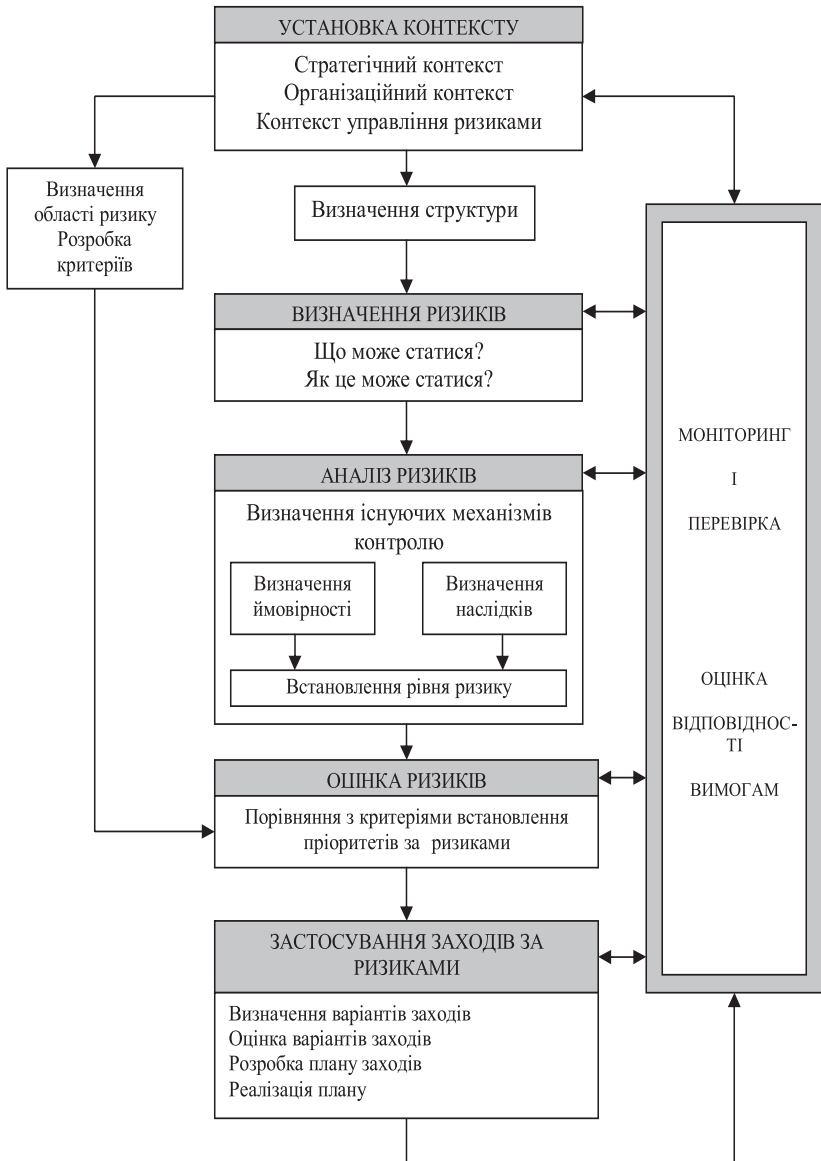 УСТАНОВКА КОНТЕКСТУ
Стратегічний контекст
Організаційний контекст
Контекст управління ризиками
Визначення
області ризику
Розробка
критеріїв
Визначення структури
ВИЗНАЧЕННЯ РИЗИКІВ
Що може статися?
Як це може статися?
АНАЛІЗ РИЗИКІВ
Визначення існуючих механізмів
контролю
Визначення
ймовірності
Визначення
наслідків
Встановлення рівня ризику
ОШІНКА РИЗИКІВ
Порівняння з критеріями встановлення
пріоритетів за ризиками
ЗАСТОСУВАННЯ ЗАХОДІВ ЗА
РИЗИКАМИ
Визначення варіантів заходів
Оцінка варіантів заходів
Розробка плану заходів
Реалізація плану
МОНІТОРИНГ
І
ПЕРЕВІРКА
ОЦІНКА
ВІДПОВІДНОС-
ТІ
ВИМОГАМ